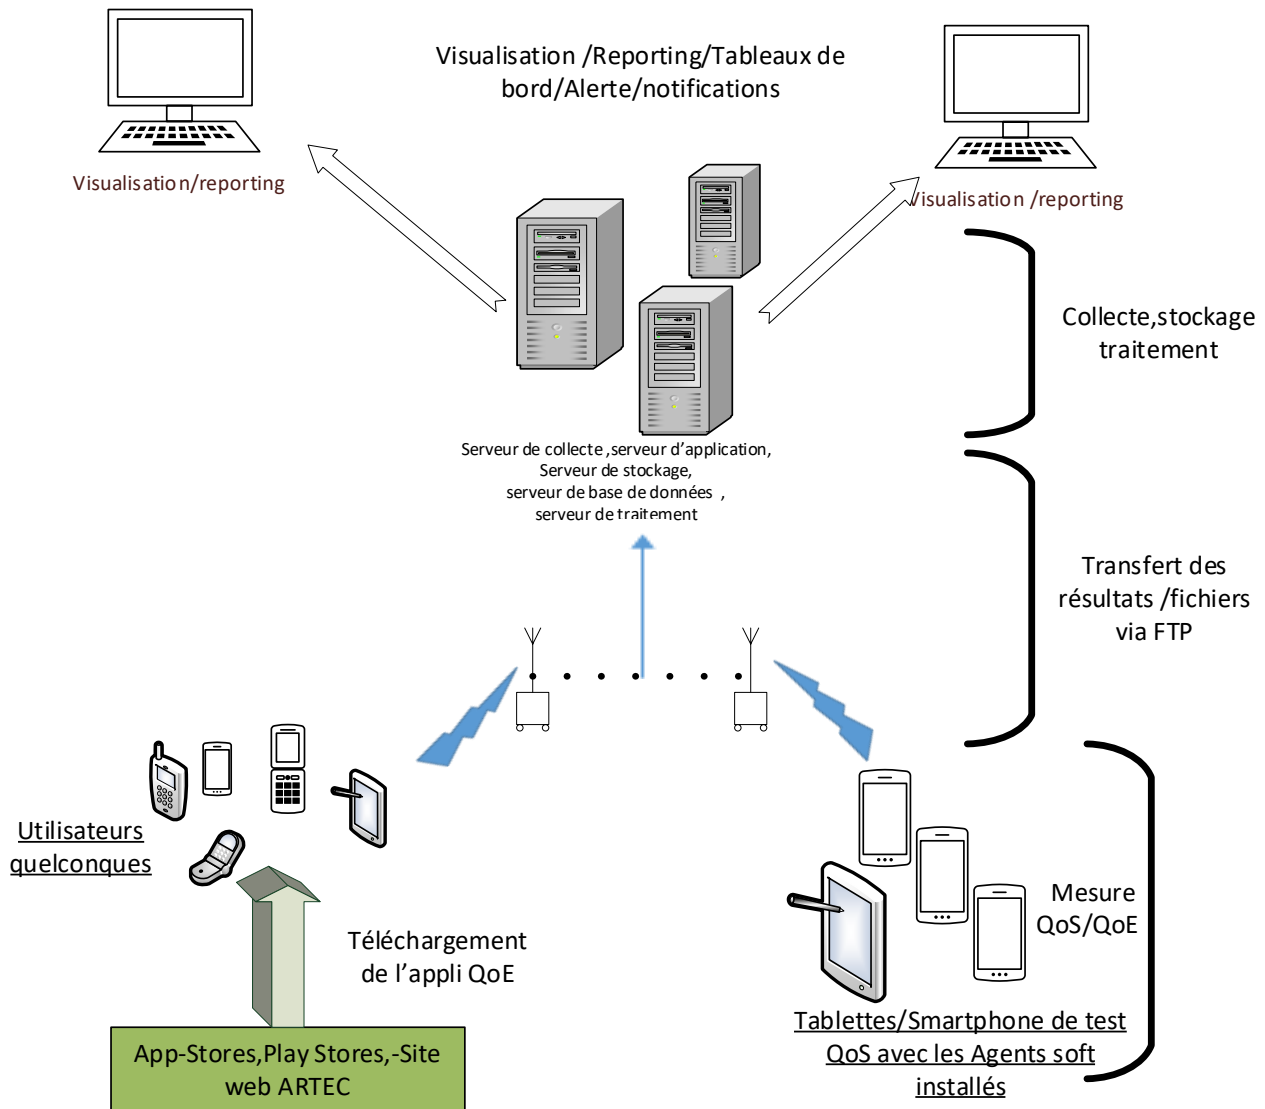 Visualisation /Reporting/Tableaux de
bord/Alerte/notifications
Visualisation/reporting
Visualisation /reporting
Collecte,stockage
traitement
Serveur de collecte ,serveur d’application,
Serveur de stockage,
serveur de base de données ,
serveur de traitement
Transfert des
résultats /fichiers
via FTP
Utilisateurs
quelconques
Téléchargement
de l’appli QoE
App-Stores,Play Stores,-Site
web ARTEC
Mesure
QoS/QoE
Tablettes/Smartphone de test
QoS avec les Agents soft
installés